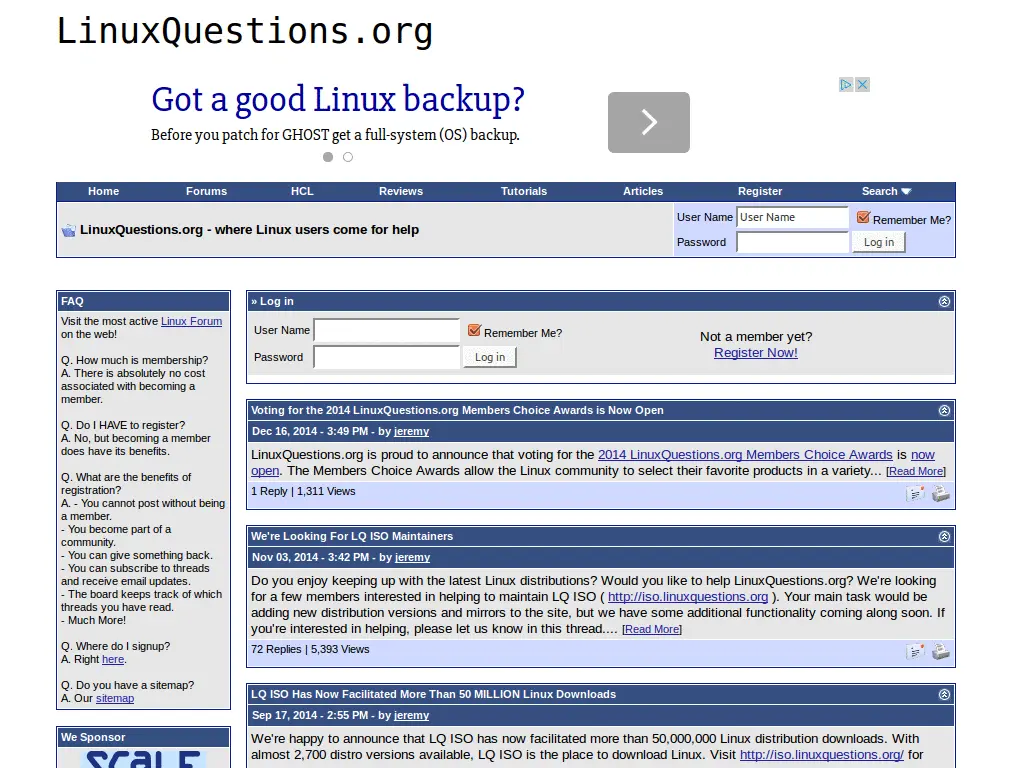 LinuxQuestions.org
Got a good Linux backup?
Before you patch for GHOST get a full-system (OS) backup.
Home Forums HCL Reviews Tutorials Articles Register Search
LinuxQuestions.org - where Linux users come for help
User Name User Name Remember Me?
Password Log in
FAQ
Visit the most active Linux Forum
on the web!
Q. How much is membership?
A. There is absolutely no cost
associated with becoming a
member.
Q. Do I HAVE to register?
A. No, but becoming a member
does have its benefits.
Q. What are the benefits of
registration?
A. - You cannot post without being
a member.
- You become part of a
community.
- You can give something back.
- You can subscribe to threads
and receive email updates.
- The board keeps track of which
threads you have read.
- Much More!
Q. Where do I signup?
A. Right here.
Q. Do you have a sitemap?
A. Our sitemap
We Sponsor
SCALE
» Log in
User Name Remember Me?
Password Log in
Not a member yet?
Register Now!
Voting for the 2014 LinuxQuestions.org Members Choice Awards is Now Open
Dec 16, 2014 - 3:49 PM - by jeremy
LinuxQuestions.org is proud to announce that voting for the 2014 LinuxQuestions.org Members Choice Awards is now
open. The Members Choice Awards allow the Linux community to select their favorite products in a variety... [Read More]
1 Reply | 1,311 Views
We're Looking For LQ ISO Maintainers
Nov 03, 2014 - 3:42 PM - by jeremy
Do you enjoy keeping up with the latest Linux distributions? Would you like to help LinuxQuestions.org? We're looking
for a few members interested in helping to maintain LQ ISO ( http://iso.linuxquestions.org ). Your main task would be
adding new distribution versions and mirrors to the site, but we have some additional functionality coming along soon. If
you're interested in helping, please let us know in this thread.... [Read More]
72 Replies | 5,393 Views
LQ ISO Has Now Facilitated More Than 50 MILLION Linux Downloads
Sep 17, 2014 - 2:55 PM - by jeremy
We're happy to announce that LQ ISO has now facilitated more than 50,000,000 Linux distribution downloads. With
almost 2,700 distro versions available, LQ ISO is the place to download Linux. Visit http://iso.linuxquestions.org/ for